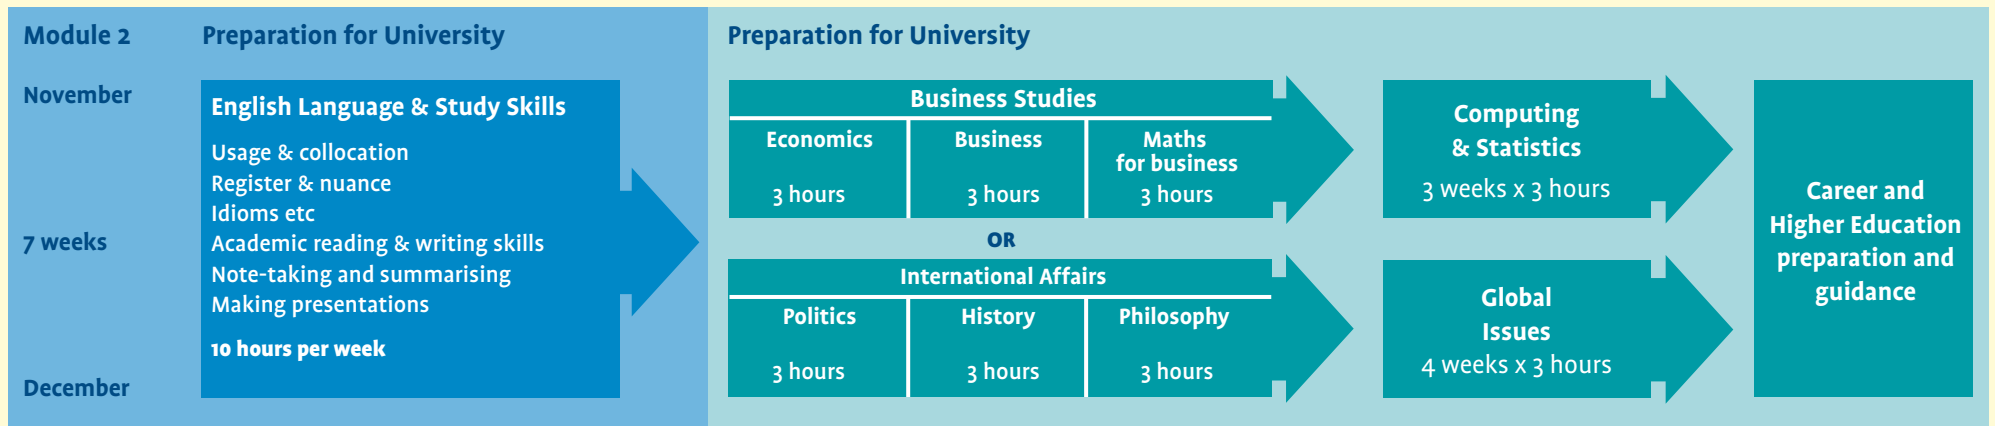 Module 2
Preparation for University
November
7 weeks
December
English Language & Study Skills
Usage & collocation
Register & nuance
Idioms etc
Academic reading & writing skills
Note-taking and summarising
Making presentations
10 hours per week
Preparation for University
Business Studies
Economics
3 hours
Business
3 hours
Maths
for business
3 hours
OR
International Affairs
Politics
3 hours
History
3 hours
Philosophy
3 hours
Computing
& Statistics
3 weeks x 3 hours
Global
Issues
4 weeks x 3 hours
Career and
Higher Education
preparation and
guidance